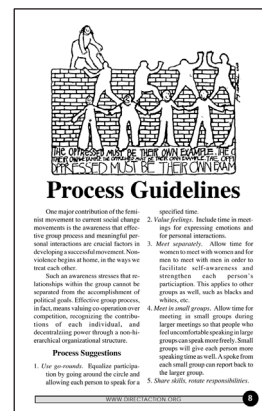 THE OPPRESSED MUST BE THEIR OWN EXAMPLE. THE
OPPRESSED MUST BE THEIR OWN EXAM
Process Guidelines
One major contribution of the femi-
nist movement to current social change
movements is the awareness that effec-
tive group process and meaningful per-
sonal interactions are crucial factors in
developing a successful movement. Non-
violence begins at home, in the ways we
treat each other.
Such an awareness stresses that re-
lationships within the group cannot be
separated from the accomplishment of
political goals. Effective group process,
in fact, means valuing co-operation over
competition, recognizing the contribu-
tions of each individual, and
decentralizing power through a non-hi-
erarchical organizational structure.
Process Suggestions
1. Use go-rounds. Equalize participa-
tion by going around the circle and
allowing each person to speak for a
specified time.
2. Value feelings. Include time in meet-
ings for expressing emotions and
for personal interactions.
3. Meet separately. Allow time for
women to meet with women and for
men to meet with men in order to
facilitate self-awareness and
strengthen each person's
particiaption. This applies to other
groups as well, such as blacks and
whites, etc.
4. Meet in small groups. Allow time for
meeting in small groups during
larger meetings so that people who
feel uncomfortable speaking in large
groups can speak more freely. Small
groups will give each person more
speaking time as well. A spoke from
each small group can report back to
the larger group.
5. Share skills, rotate responsibilities.
WWW.DIRECTACTION.ORG
8